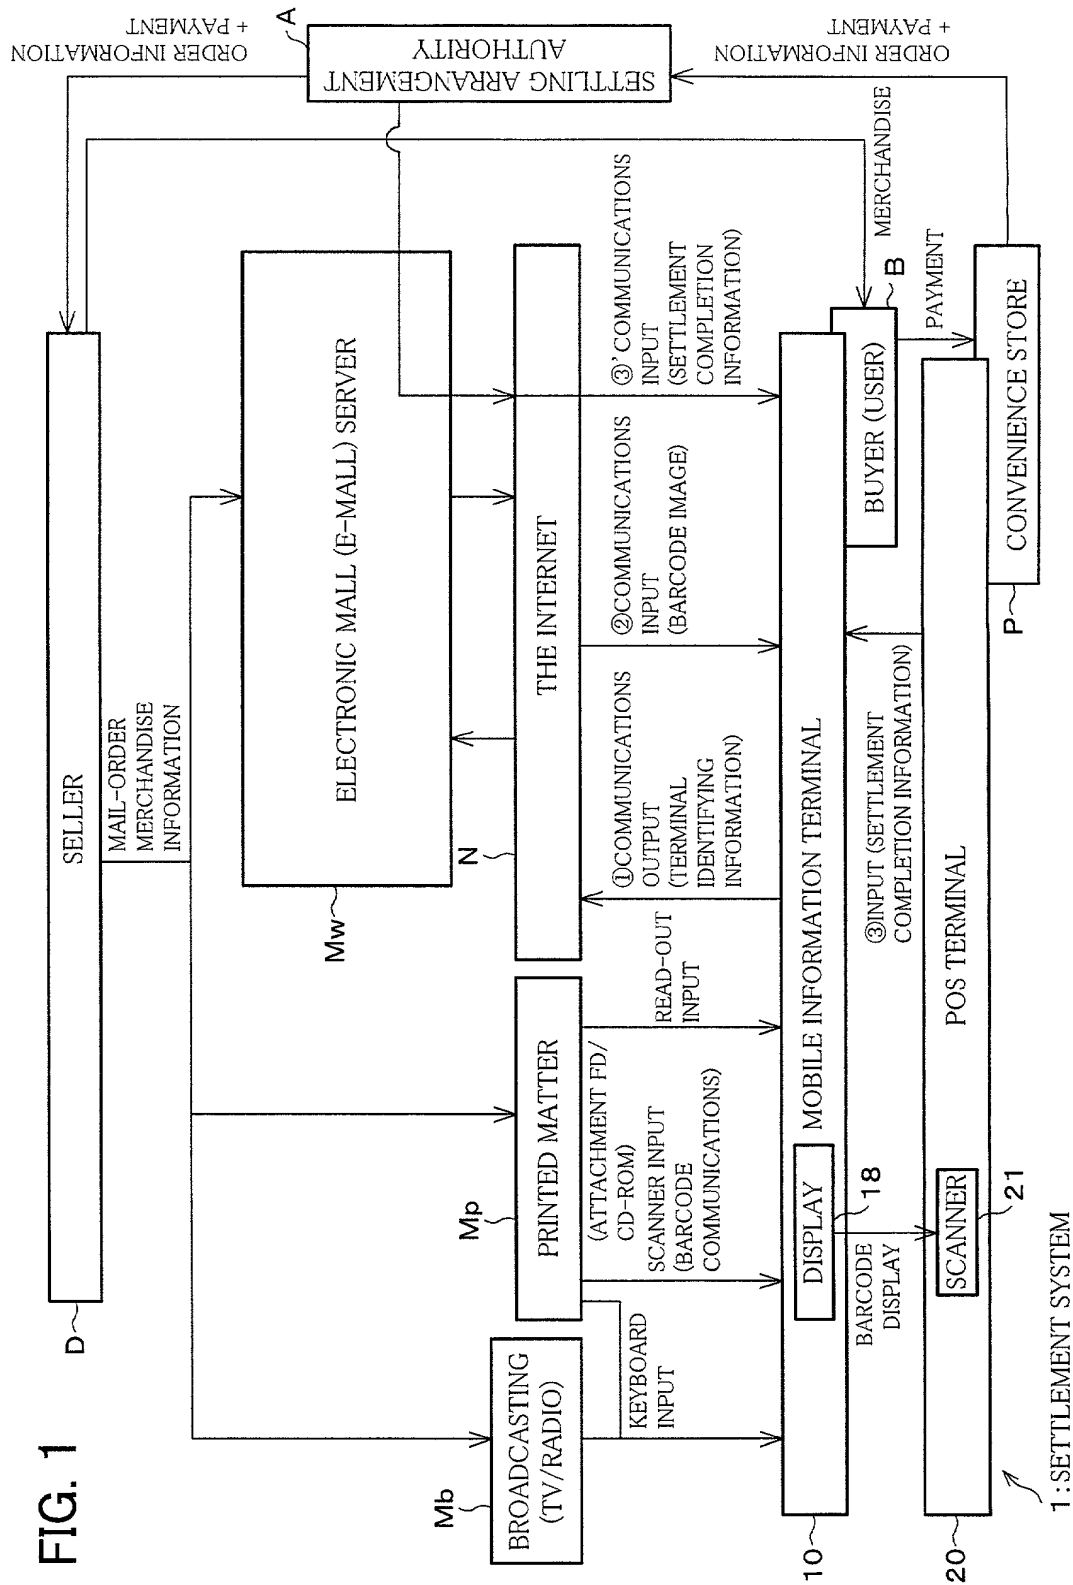 FIG. 1
D
SELLER
MAIL-ORDER
MERCHANDISE
INFORMATION
ORDER INFORMATION
+ PAYMENT
A
SETTLING ARRANGEMENT
AUTHORITY
ORDER INFORMATION
+ PAYMENT
Mw
ELECTRONIC MALL (E-MALL) SERVER
Mb
BROADCASTING
(TV/RADIO)
Mp
PRINTED MATTER
N
THE INTERNET
KEYBOARD
INPUT
(ATTACHMENT FD/
CD-ROM)
SCANNER INPUT
(BARCODE
COMMUNICATIONS)
READ-OUT
INPUT
①COMMUNICATIONS
OUTPUT
(TERMINAL
IDENTIFYING
INFORMATION)
②COMMUNICATIONS
INPUT
(BARCODE IMAGE)
③' COMMUNICATIONS
INPUT
(SETTLEMENT
COMPLETION
INFORMATION)
MERCHANDISE
10
DISPLAY
18
MOBILE INFORMATION TERMINAL
BUYER (USER)
B
BARCODE
DISPLAY
③INPUT (SETTLEMENT
COMPLETION INFORMATION)
PAYMENT
20
SCANNER
21
POS TERMINAL
P
CONVENIENCE STORE
1:SETTLEMENT SYSTEM